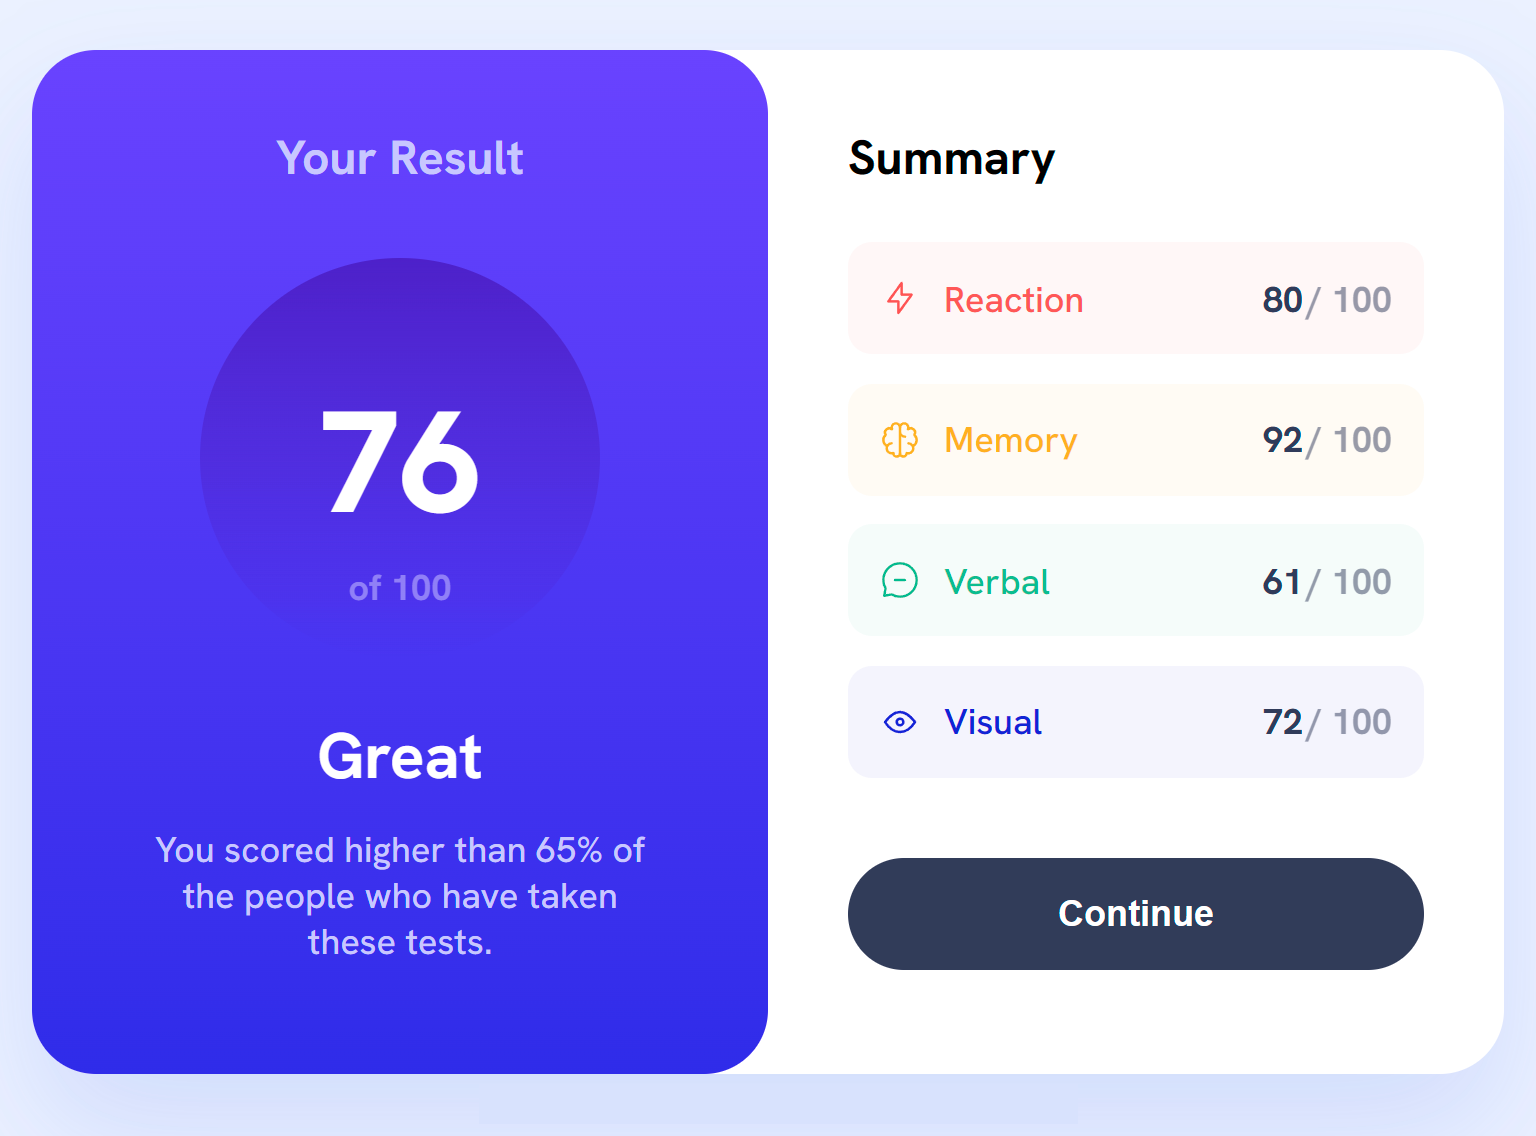 Your Result
76
of 100
Great
You scored higher than 65% of
the people who have taken
these tests.
Summary
Reaction 80/ 100
Memory 92/ 100
Verbal 61/ 100
Visual 72/ 100
Continue